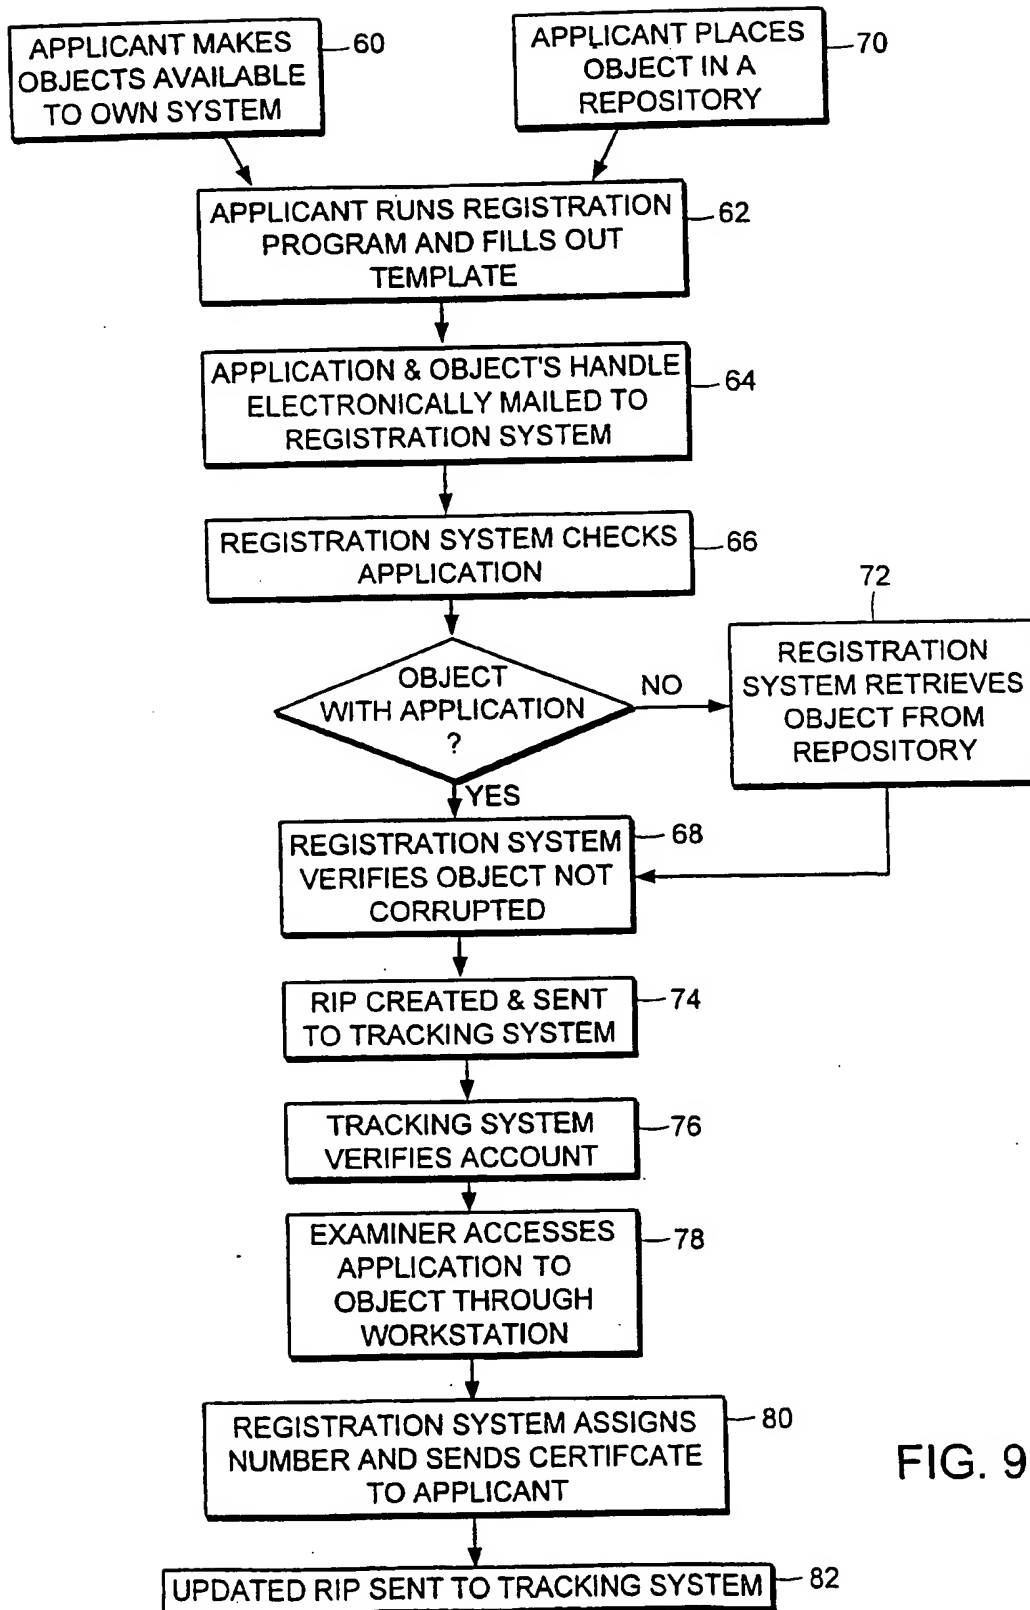 APPLICANT MAKES
OBJECTS AVAILABLE
TO OWN SYSTEM
60
APPLICANT PLACES
OBJECT IN A
REPOSITORY
70
APPLICANT RUNS REGISTRATION
PROGRAM AND FILLS OUT
TEMPLATE
62
APPLICATION & OBJECT'S HANDLE
ELECTRONICALLY MAILED TO
REGISTRATION SYSTEM
64
REGISTRATION SYSTEM CHECKS
APPLICATION
66
OBJECT
WITH APPLICATION
?
NO
YES
72
REGISTRATION
SYSTEM RETRIEVES
OBJECT FROM
REPOSITORY
REGISTRATION SYSTEM
VERIFIES OBJECT NOT
CORRUPTED
68
RIP CREATED & SENT
TO TRACKING SYSTEM
74
TRACKING SYSTEM
VERIFIES ACCOUNT
76
EXAMINER ACCESSES
APPLICATION TO
OBJECT THROUGH
WORKSTATION
78
REGISTRATION SYSTEM ASSIGNS
NUMBER AND SENDS CERTIFCATE
TO APPLICANT
80
FIG. 9
UPDATED RIP SENT TO TRACKING SYSTEM
82